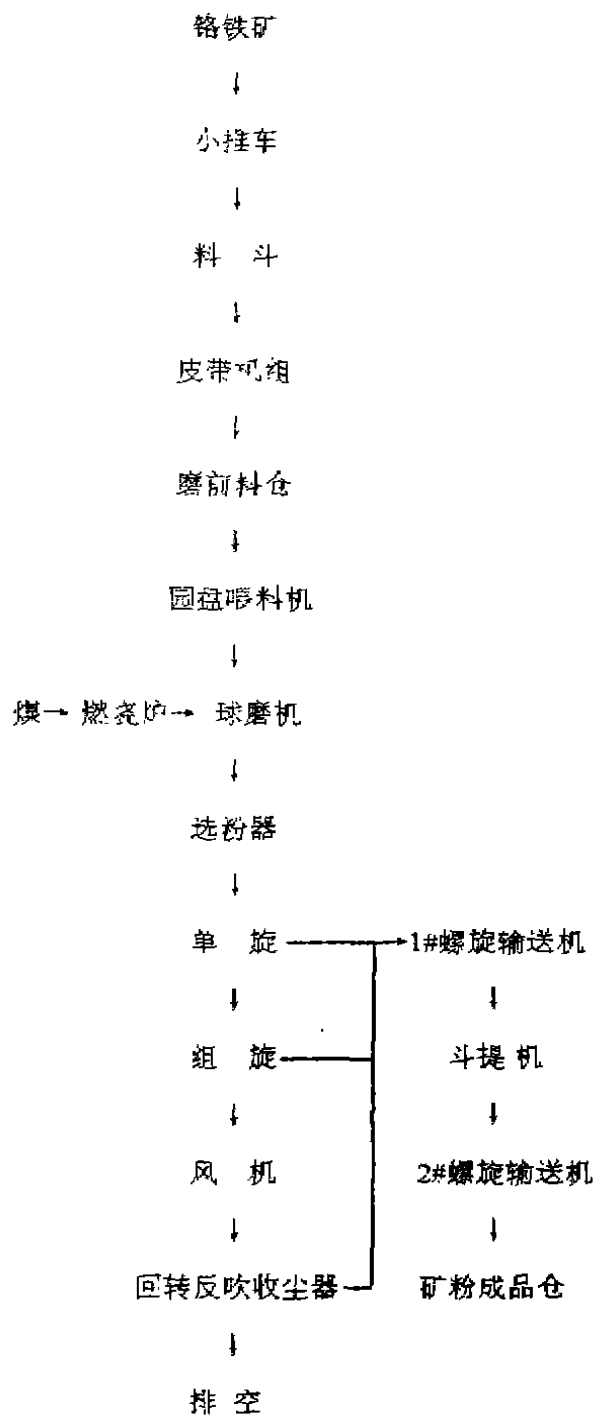 铬铁矿
↓
小推车
↓
料 斗
↓
皮带机组
↓
磨前料仓
↓
园盘喂料机
↓
煤→ 燃烧炉→ 球磨机
↓
选粉器
↓
单 旋 → 1#螺旋输送机
↓ ↓
组 旋 斗提机
↓ ↓
风 机 2#螺旋输送机
↓ ↓
回转反吹收尘器 矿粉成品仓
↓
排空